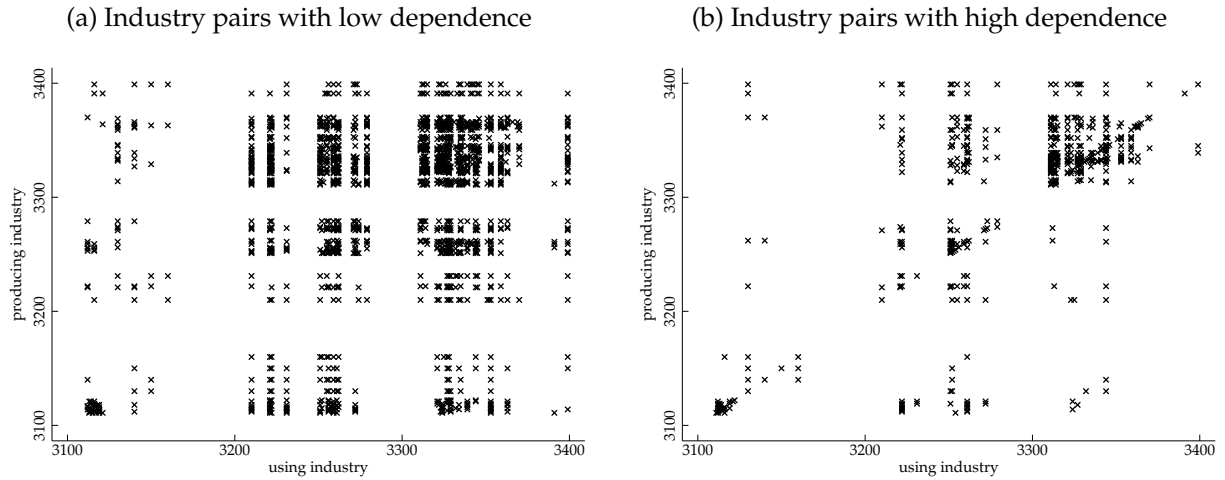 (a) Industry pairs with low dependence
3400
3300
3200
3100
producing industry
3100 3200 3300 3400
using industry
(b) Industry pairs with high dependence
3400
3300
3200
3100
producing industry
3100 3200 3300 3400
using industry